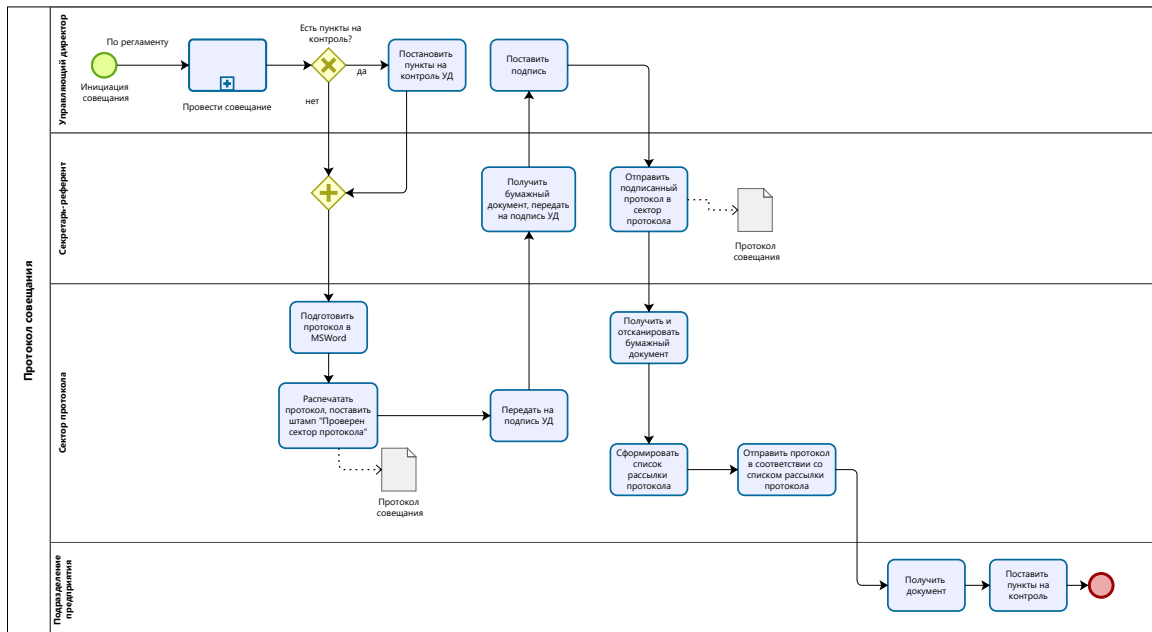 Протокол совещания
Управляющий директор
По регламенту
Инициация
совещания
Провести совещание
Есть пункты на
контроль?
да
нет
Постановить
пункты на
контроль УД
Поставить
подпись
Секретарь-референт
Получить
бумажный
документ, передать
на подпись УД
Отправить
подписанный
протокол в
сектор
протокола
Протокол
совещания
Сектор протокола
Подготовить
протокол в
MSWord
Распечатать
протокол, поставить
штамп "Проверен
сектор протокола"
Протокол
совещания
Передать на
подпись УД
Получить и
отсканировать
бумажный
документ
Сформировать
список
рассылки
протокола
Отправить протокол
в соответствии со
списком рассылки
протокола
Подразделение
предприятия
Получить
документ
Поставить
пункты на
контроль